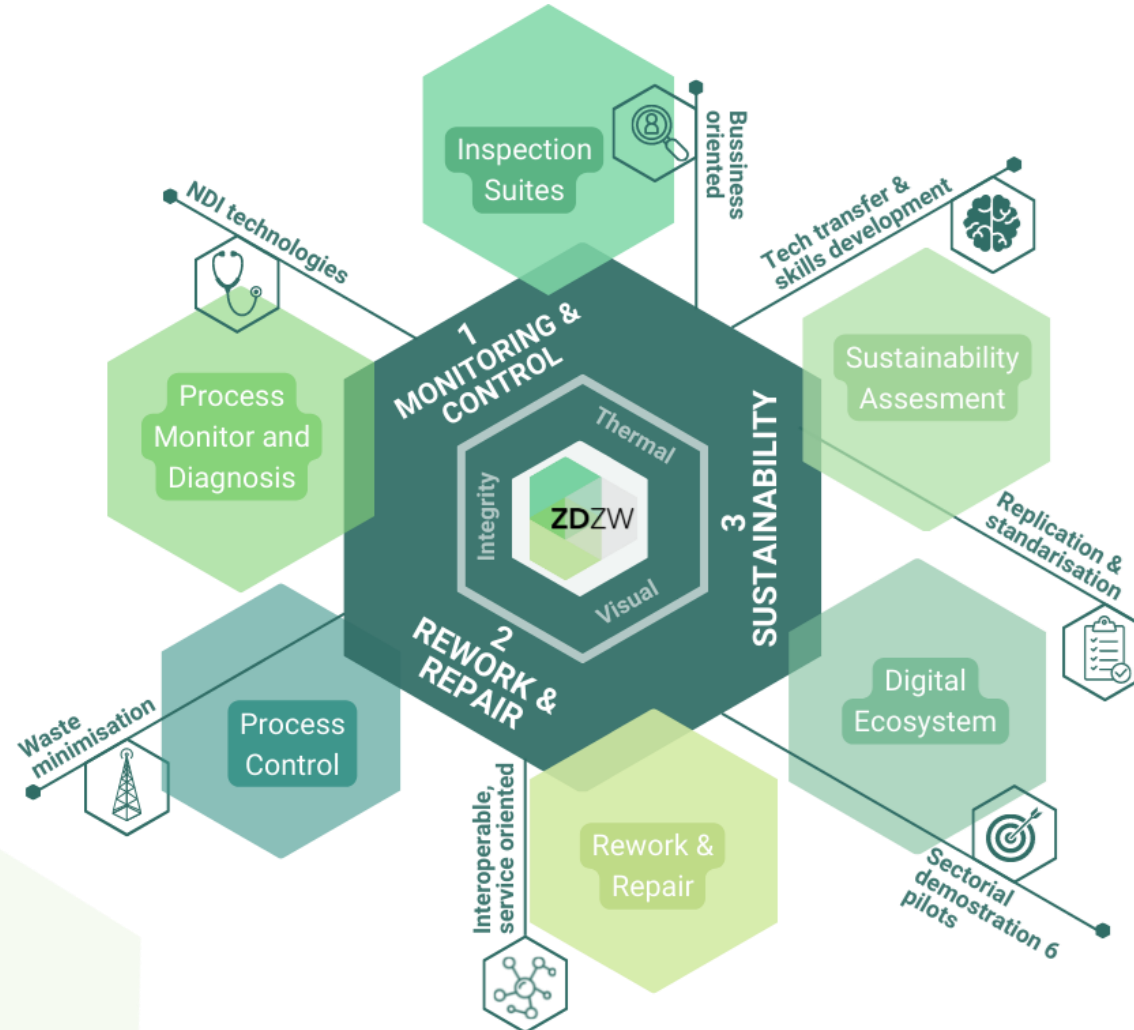 Inspection
Suites
Bussiness
oriented
NDI technologies
Tech transfer &
skills development
1
MONITORING &
CONTROL
Process
Monitor and
Diagnosis
Sustainability
Assesment
Thermal
Integrity
ZDZW
Visual
3
SUSTAINABILITY
Replication &
standarisation
2
REWORK &
REPAIR
Digital
Ecosystem
Waste
minimisation
Process
Control
Interoperable,
service oriented
Rework &
Repair
Sectorial
demostration 6
pilots